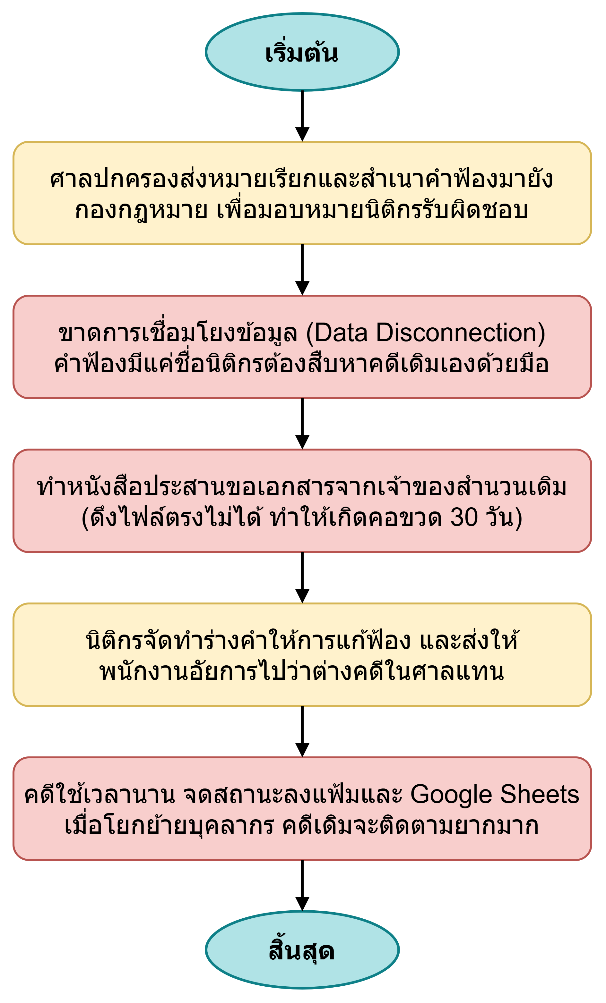 เริ่มต้น
ศาลปกครองส่งหมายเรียกและสำเนาคำฟ้องมายัง
กองกฎหมาย เพื่อมอบหมายนิติกรรับผิดชอบ
ขาดการเชื่อมโยงข้อมูล (Data Disconnection)
คำฟ้องมีแค่ชื่อนิติกรต้องสืบหาคดีเดิมเองด้วยมือ
ทำหนังสือประสานขอเอกสารจากเจ้าของสำนวนเดิม
(ดึงไฟล์ตรงไม่ได้ ทำให้เกิดคอขวด 30 วัน)
นิติกรจัดทำร่างคำให้การแก้ฟ้อง และส่งให้
พนักงานอัยการไปว่าต่างคดีในศาลแทน
คดีใช้เวลานาน จดสถานะลงแฟ้มและ Google Sheets
เมื่อโยกย้ายบุคลากร คดีเดิมจะติดตามยากมาก
สิ้นสุด